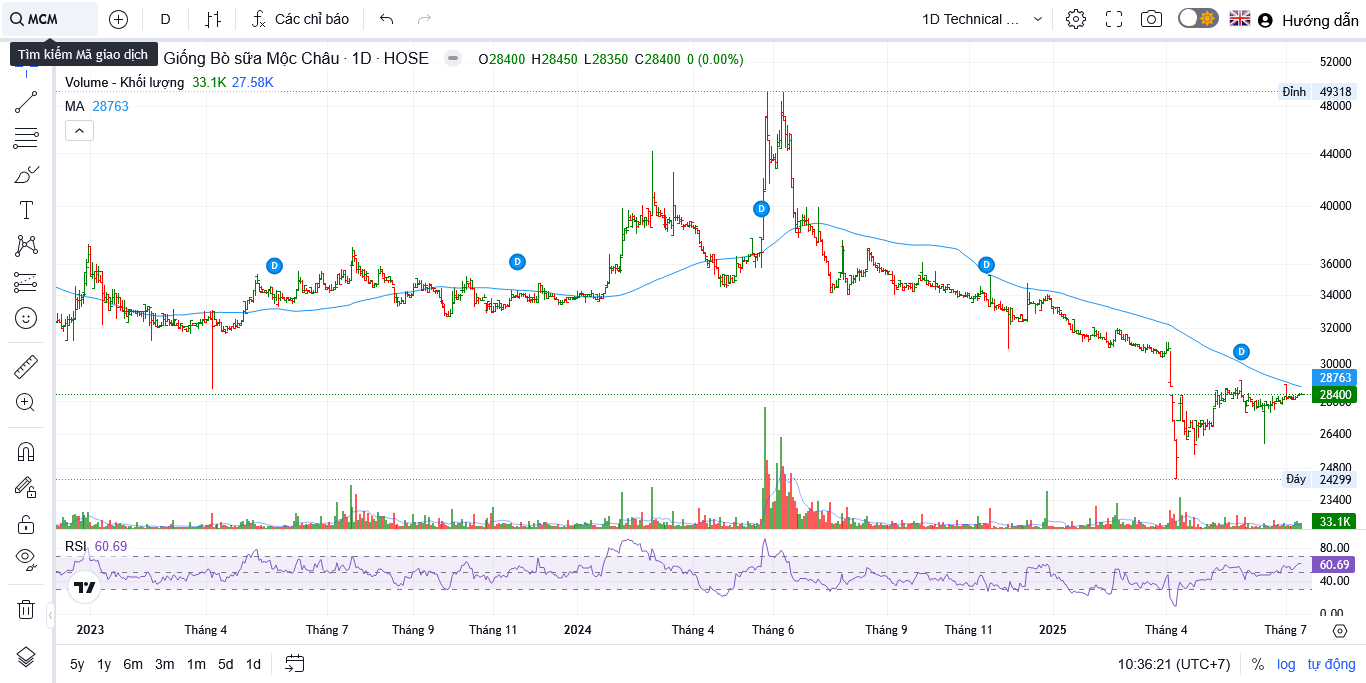 MCM
D
Các chỉ báo
1D Technical ...
Hướng dẫn
Tìm kiếm Mã giao dịch
Giống Bò sữa Mộc Châu · 1D · HOSE
O28400 H28450 L28350 C28400 0 (0.00%)
Volume - Khối lượng 33.1K 27.58K
MA 28763
52000
Đỉnh 49318
48000
44000
40000
36000
34000
32000
30000
28763
28400
28000
26400
24800
Đáy 24299
23400
33.1K
D
D
D
D
D
RSI 60.69
80.00
60.69
40.00
0.00
2023
Tháng 4
Tháng 7
Tháng 9
Tháng 11
2024
Tháng 4
Tháng 6
Tháng 9
Tháng 11
2025
Tháng 4
Tháng 7
5y 1y 6m 3m 1m 5d 1d
10:36:21 (UTC+7)
% log tự động